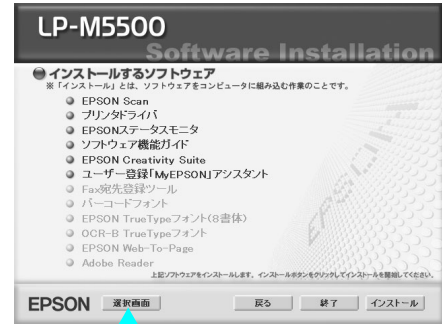 LP-M5500
Software Installation
インストールするソフトウェア
※「インストール」とは、ソフトウェアをコンピュータに組み込む作業のことです。
EPSON Scan
プリンタドライバ
EPSONステータスモニタ
ソフトウェア機能ガイド
EPSON Creativity Suite
ユーザー登録「MyEPSON」アシスタント
Fax宛先登録ツール
バーコードフォント
EPSON TrueTypeフォント(8書体)
OCR-B TrueTypeフォント
EPSON Web-To-Page
Adobe Reader
上記ソフトウェアをインストールします。インストールボタンをクリックしてインストールを開始してください。
EPSON
EPSON 選択画面 戻る 終了 インストール